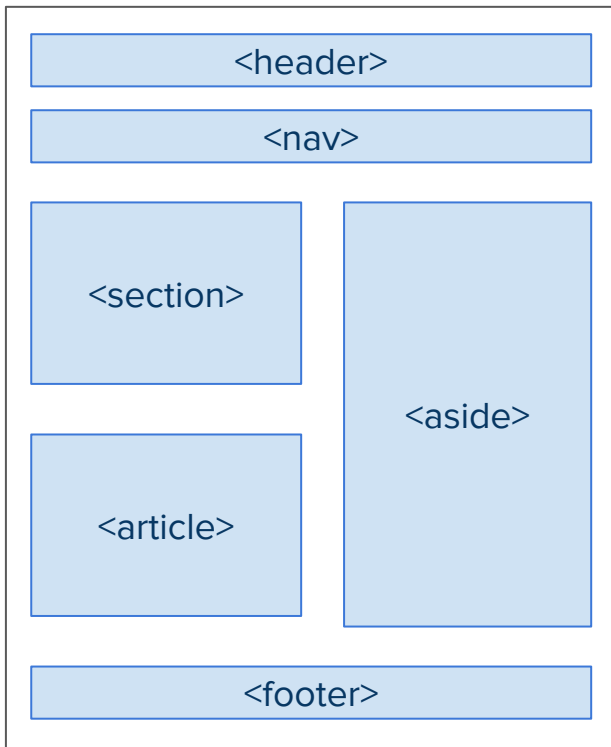 <header>
<nav>
<section>
<aside>
<article>
<footer>